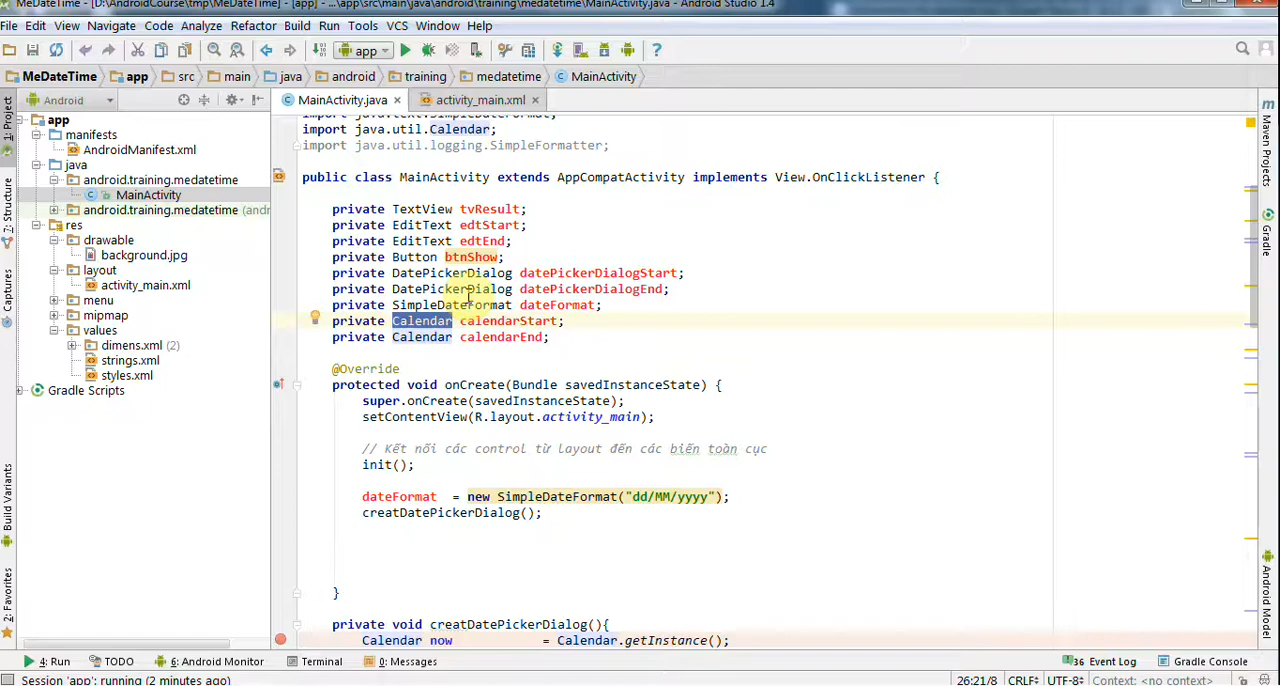 MeDateTime - [D:\AndroidCourse\tmp\MeDateTime] - [app] - ...\app\src\main\java\android\training\medatetime\MainActivity.java - Android Studio 1.4
File Edit View Navigate Code Analyze Refactor Build Run Tools VCS Window Help
app
MeDateTime app src main java android training medatetime MainActivity
Android
MainActivity.java activity_main.xml
1: Project
7: Structure
Captures
Build Variants
2: Favorites
app
manifests
AndroidManifest.xml
java
android.training.medatetime
MainActivity
android.training.medatetime (andr
res
drawable
background.jpg
layout
activity_main.xml
menu
mipmap
values
dimens.xml (2)
strings.xml
styles.xml
Gradle Scripts
import java.text.SimpleDateFormat;
import java.util.Calendar;
import java.util.logging.SimpleFormatter;
public class MainActivity extends AppCompatActivity implements View.OnClickListener {
private TextView tvResult;
private EditText edtStart;
private EditText edtEnd;
private Button btnShow;
private DatePickerDialog datePickerDialogStart;
private DatePickerDialog datePickerDialogEnd;
private SimpleDateFormat dateFormat;
private Calendar calendarStart;
private Calendar calendarEnd;
@Override
protected void onCreate(Bundle savedInstanceState) {
super.onCreate(savedInstanceState);
setContentView(R.layout.activity_main);
// Kết nối các control từ layout đến các biến toàn cục
init();
dateFormat = new SimpleDateFormat("dd/MM/yyyy");
creatDatePickerDialog();
}
private void creatDatePickerDialog(){
Calendar now = Calendar.getInstance();
m
Maven Projects
Gradle
Android Model
4: Run TODO 6: Android Monitor Terminal 0: Messages 36 Event Log Gradle Console
Session 'app': running (2 minutes ago) 26:21/8 CRLF UTF-8 Context: <no context>